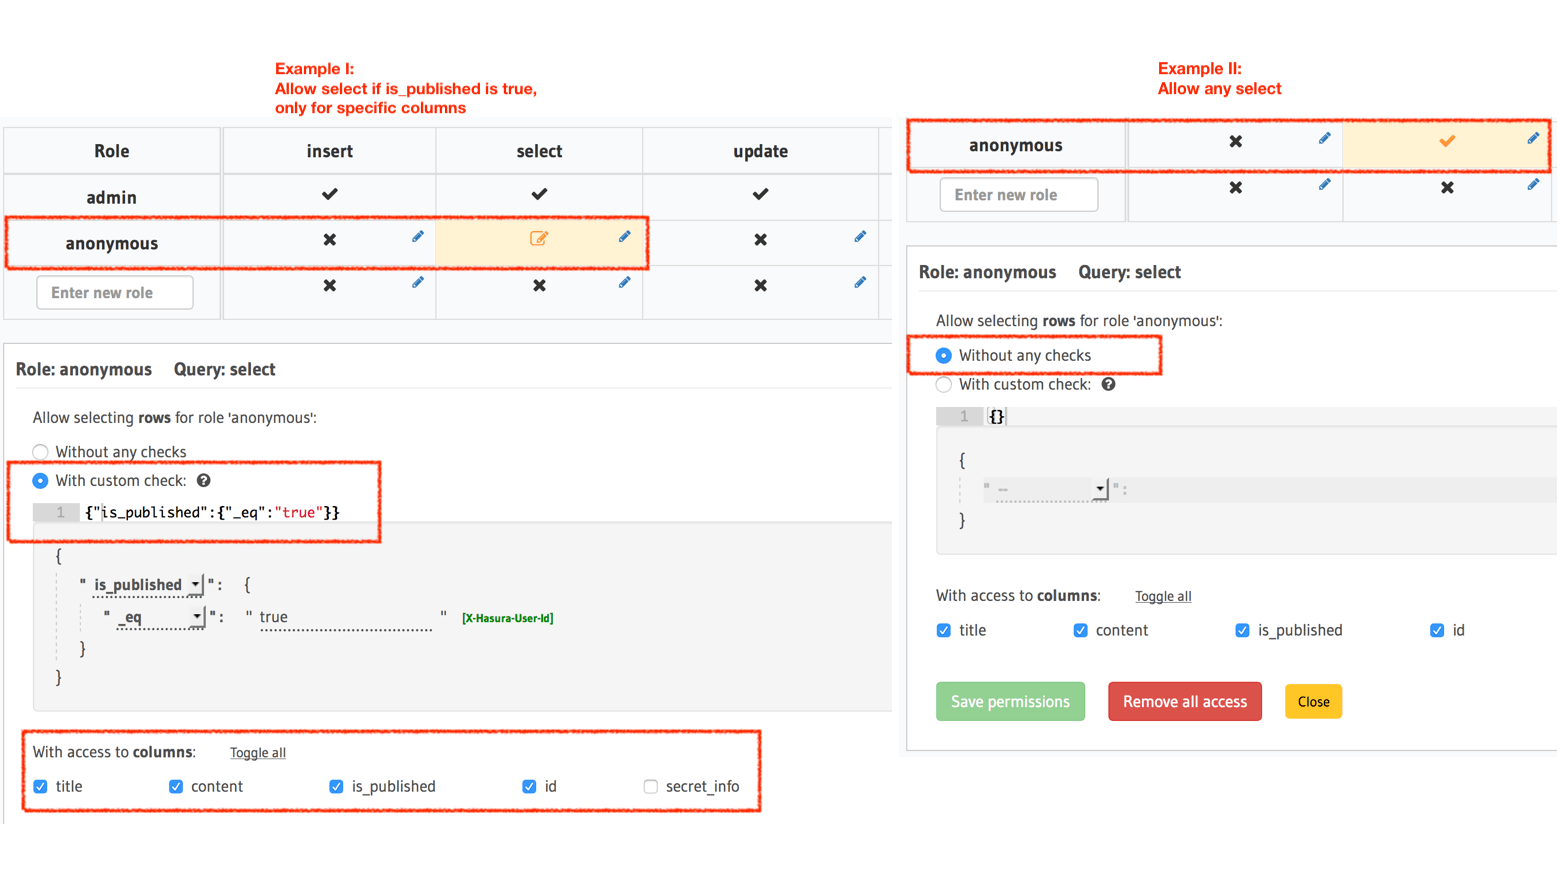 Example I:
Allow select if is_published is true,
only for specific columns
Role insert select update
admin
anonymous
Enter new role
Role: anonymous Query: select
Allow selecting rows for role 'anonymous':
Without any checks
With custom check:
1 {"is_published":{"_eq":"true"}}
{
" is_published ": {
" _eq ": " true " [X-Hasura-User-Id]
}
}
With access to columns: Toggle all
title content is_published id secret_info
Example II:
Allow any select
anonymous
Enter new role
Role: anonymous Query: select
Allow selecting rows for role 'anonymous':
Without any checks
With custom check:
1 {}
{
" -- ":
}
With access to columns: Toggle all
title content is_published id
Save permissions Remove all access Close